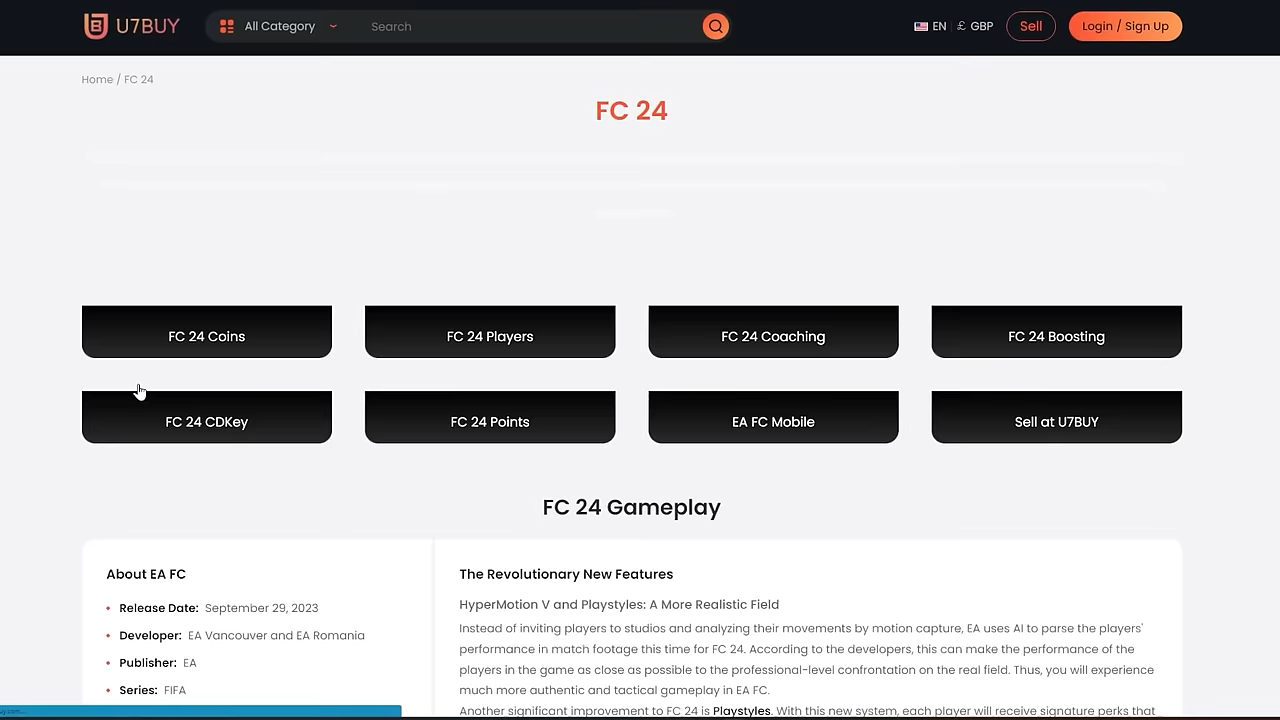 U7BUY
All Category
Search
EN
£ GBP
Sell
Login / Sign Up
Home / FC 24
FC 24
FC 24 Coins
FC 24 Players
FC 24 Coaching
FC 24 Boosting
FC 24 CDKey
FC 24 Points
EA FC Mobile
Sell at U7BUY
FC 24 Gameplay
About EA FC
Release Date: September 29, 2023
Developer: EA Vancouver and EA Romania
Publisher: EA
Series: FIFA
The Revolutionary New Features
HyperMotion V and Playstyles: A More Realistic Field
Instead of inviting players to studios and analyzing their movements by motion capture, EA uses AI to parse the players'
performance in match footage this time for FC 24. According to the developers, this can make the performance of the
players in the game as close as possible to the professional-level confrontation on the real field. Thus, you will experience
much more authentic and tactical gameplay in EA FC.
Another significant improvement to FC 24 is Playstyles. With this new system, each player will receive signature perks that